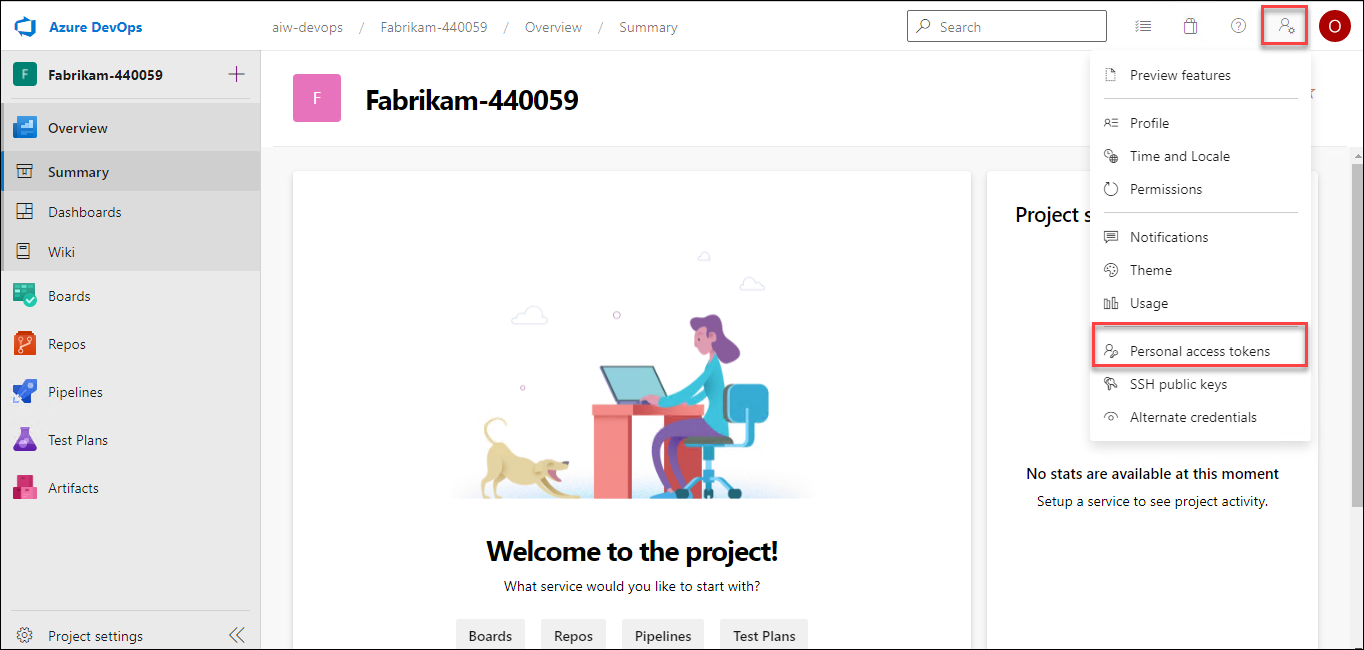 Azure DevOps
aiw-devops / Fabrikam-440059 / Overview / Summary
Search
O
F
Fabrikam-440059
Overview
Summary
Dashboards
Wiki
Boards
Repos
Pipelines
Test Plans
Artifacts
Project settings
F
Fabrikam-440059
Welcome to the project!
What service would you like to start with?
Boards
Repos
Pipelines
Test Plans
Project s
No stats are available at this moment
Setup a service to see project activity.
Preview features
Profile
Time and Locale
Permissions
Notifications
Theme
Usage
Personal access tokens
SSH public keys
Alternate credentials